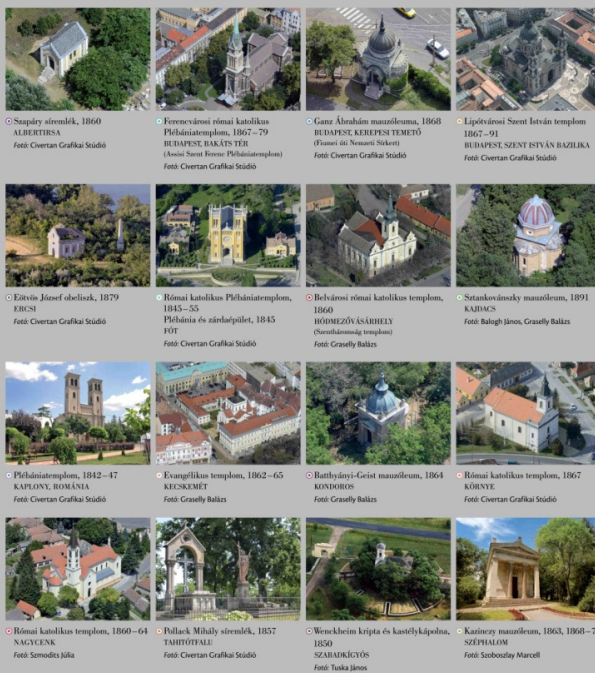 Szapáry síremlék, 1860
ALBERTIRSA
Fotó: Civertan Grafikai Stúdió
Ferencvárosi római katolikus
Plébániatemplom, 1867–79
BUDAPEST, BAKÁTS TÉR
(Assisi Szent Ferenc Plébániatemplom)
Fotó: Civertan Grafikai Stúdió
Ganz Ábrahám mauzóleuma, 1868
BUDAPEST, KEREPESI TEMETŐ
(Fiumei úti Nemzeti Sírkert)
Fotó: Civertan Grafikai Stúdió
Lipótvárosi Szent István templom
1867–91
BUDAPEST, SZENT ISTVÁN BAZILIKA
Fotó: Civertan Grafikai Stúdió
Eötvös József obeliszk, 1879
ERCSI
Fotó: Civertan Grafikai Stúdió
Római katolikus Plébániatemplom,
1845–55
Plébánia és zárdaépület, 1845
FÓT
Fotó: Civertan Grafikai Stúdió
Belvárosi római katolikus templom,
1860
HÓDMEZŐVÁSÁRHELY
(Szentháromság templom)
Fotó: Graselly Balázs
Sztankovánszky mauzóleum, 1891
KAJDACS
Fotó: Balogh János, Graselly Balázs
Plébániatemplom, 1842–47
KAPLONY, ROMÁNIA
Fotó: Civertan Grafikai Stúdió
Evangélikus templom, 1862–65
KECSKEMÉT
Fotó: Graselly Balázs
Batthyányi-Geist mauzóleum, 1864
KONDOROS
Fotó: Graselly Balázs
Római katolikus templom, 1867
KÖRNYE
Fotó: Civertan Grafikai Stúdió
Római katolikus templom, 1860–64
NAGYCENK
Fotó: Szmodits Júlia
Pollack Mihály síremlék, 1857
TAHITÓTFALU
Fotó: Civertan Grafikai Stúdió
Wenckheim kripta és kastélykápolna,
1850
SZABADKÍGYÓS
Fotó: Tuska János
Kazinczy mauzóleum, 1863, 1868–7
SZÉPHALOM
Fotó: Szoboszlay Marcell